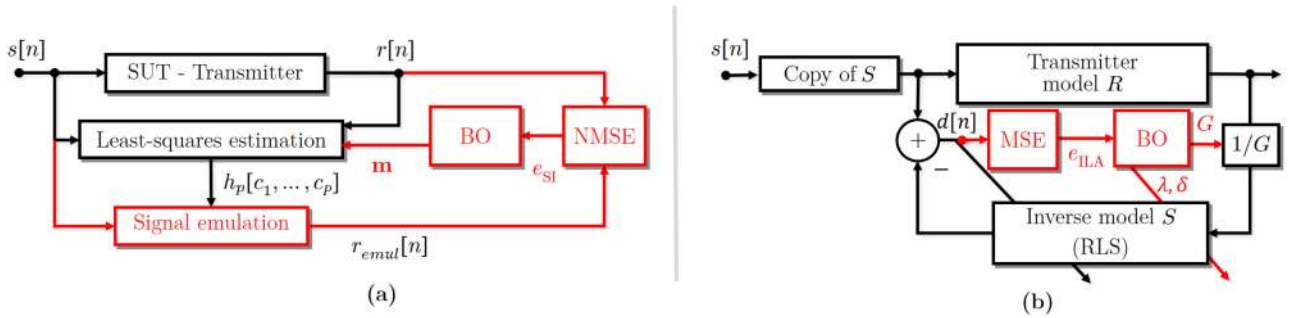 s[n]
r[n]
SUT - Transmitter
Least-squares estimation
m
BO
NMSE
e_SI
h_p[c_1, ... , c_P]
Signal emulation
r_emul[n]
(a)
s[n]
Copy of S
Transmitter
model R
d[n]
+
−
MSE
e_ILA
BO
G
1/G
λ, δ
Inverse model S
(RLS)
(b)